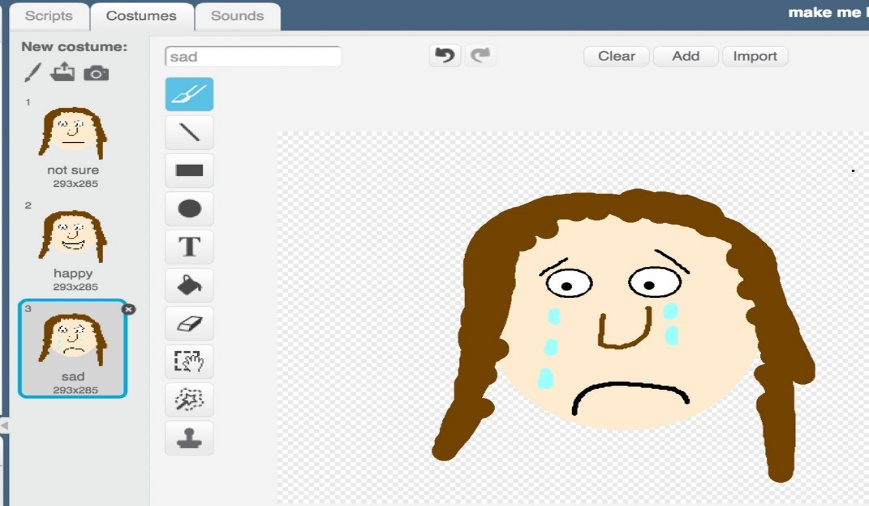 Scripts Costumes Sounds
make me
New costume:
sad
Clear Add Import
1
not sure
293x285
2
happy
293x285
3
sad
293x285
T